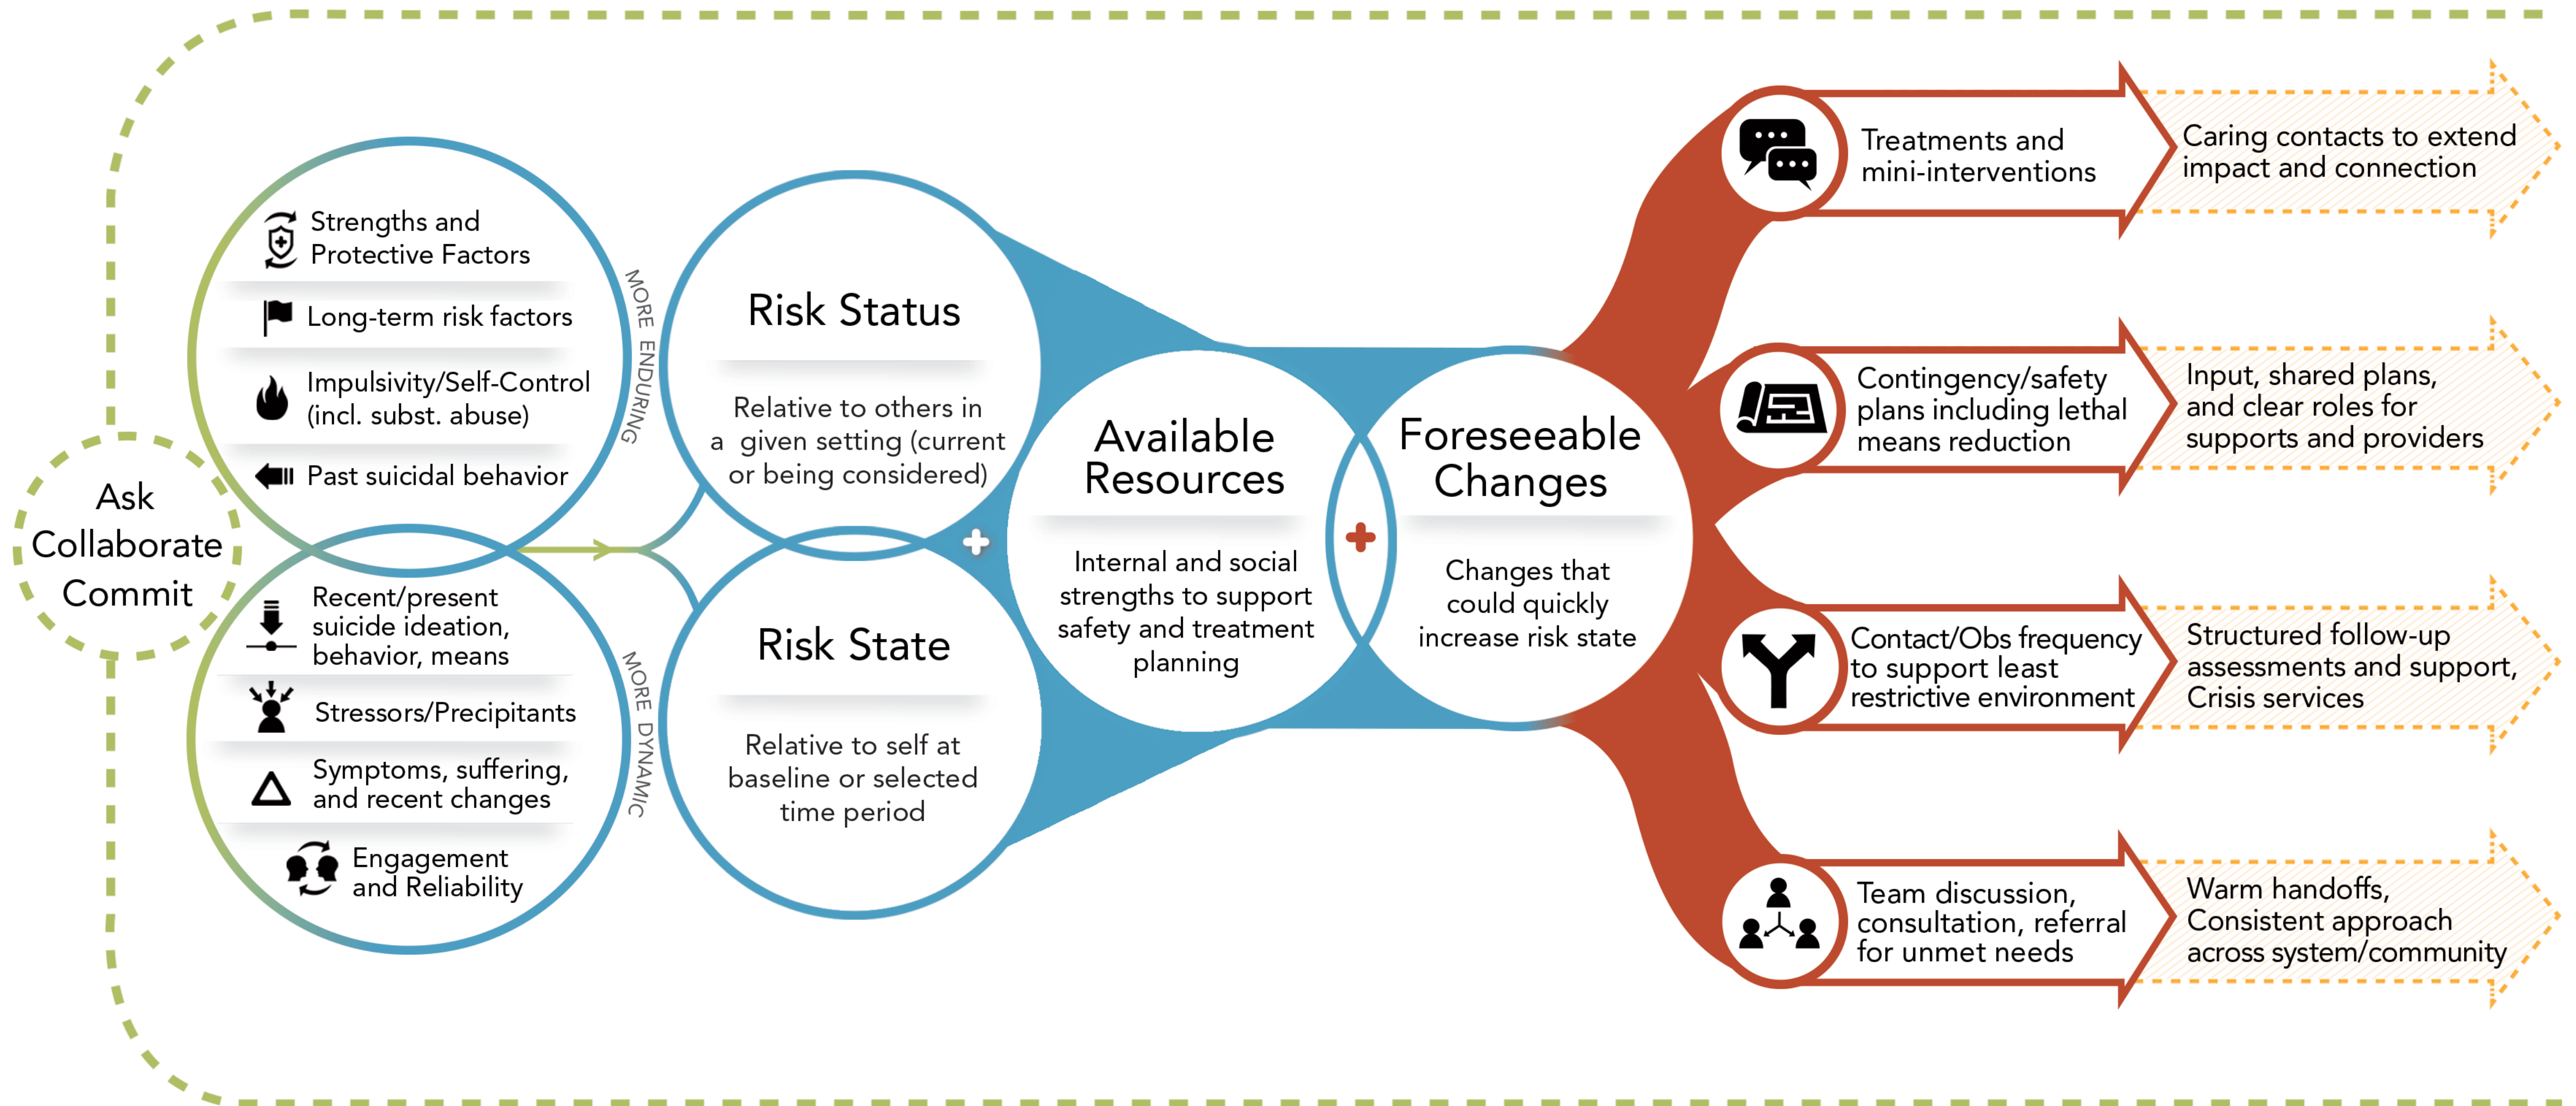 Ask
Collaborate
Commit
Strengths and
Protective Factors
Long-term risk factors
Impulsivity/Self-Control
(incl. subst. abuse)
Past suicidal behavior
MORE ENDURING
Recent/present
suicide ideation,
behavior, means
Stressors/Precipitants
Symptoms, suffering,
and recent changes
Engagement
and Reliability
MORE DYNAMIC
Risk Status
Relative to others in
a given setting (current
or being considered)
Risk State
Relative to self at
baseline or selected
time period
Available
Resources
Internal and social
strengths to support
safety and treatment
planning
Foreseeable
Changes
Changes that
could quickly
increase risk state
Treatments and
mini-interventions
Caring contacts to extend
impact and connection
Contingency/safety
plans including lethal
means reduction
Input, shared plans,
and clear roles for
supports and providers
Contact/Obs frequency
to support least
restrictive environment
Structured follow-up
assessments and support,
Crisis services
Team discussion,
consultation, referral
for unmet needs
Warm handoffs,
Consistent approach
across system/community